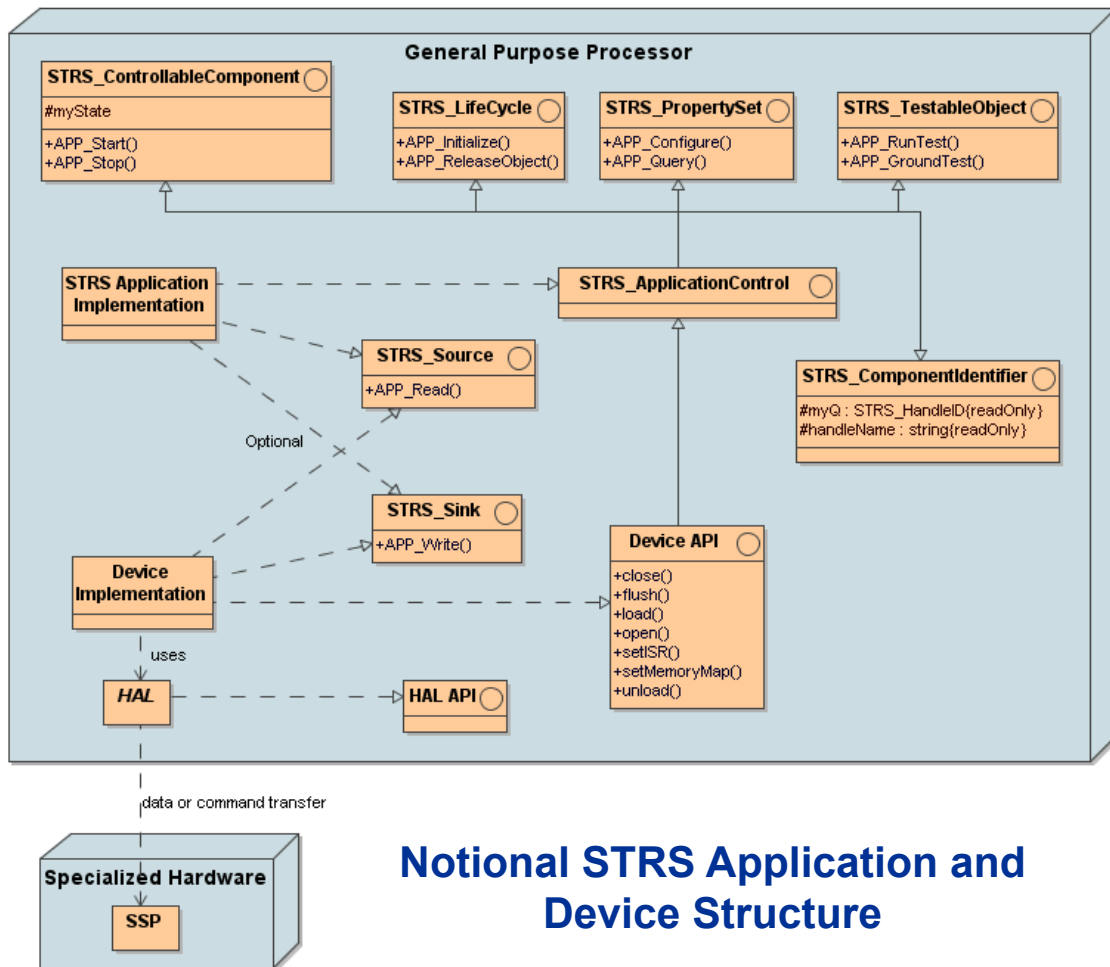 General Purpose Processor
STRS_ControllableComponent
#myState
+APP_Start()
+APP_Stop()
STRS_LifeCycle
+APP_Initialize()
+APP_ReleaseObject()
STRS_PropertySet
+APP_Configure()
+APP_Query()
STRS_TestableObject
+APP_RunTest()
+APP_GroundTest()
STRS Application
Implementation
STRS_ApplicationControl
STRS_Source
+APP_Read()
STRS_ComponentIdentifier
#myQ : STRS_HandleID{readOnly}
#handleName : string{readOnly}
Optional
STRS_Sink
+APP_Write()
Device API
+close()
+flush()
+load()
+open()
+setISR()
+setMemoryMap()
+unload()
Device
Implementation
uses
HAL
HAL API
data or command transfer
Specialized Hardware
SSP
Notional STRS Application and
Device Structure